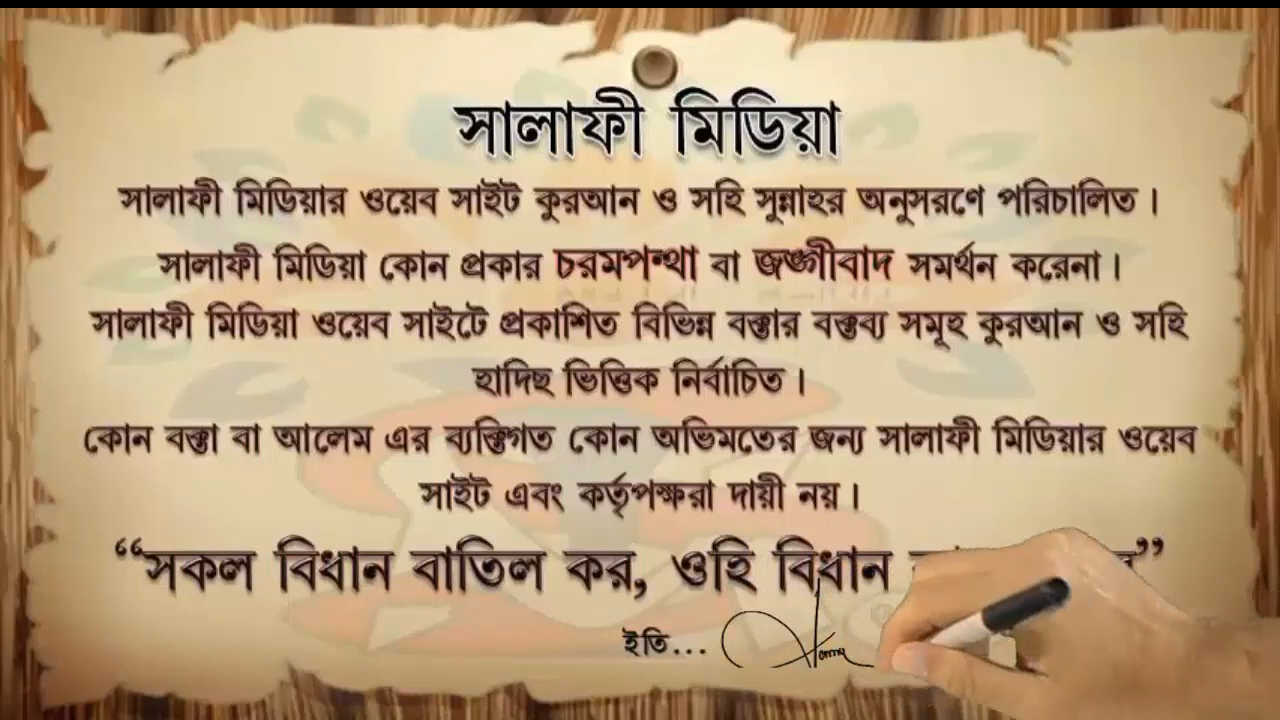 সালাফী মিডিয়া
সালাফী মিডিয়ার ওয়েব সাইট কুরআন ও সহি সুন্নাহর অনুসরণে পরিচালিত।
সালাফী মিডিয়া কোন প্রকার চরমপন্থা বা জঙ্গীবাদ সমর্থন করেনা।
সালাফী মিডিয়া ওয়েব সাইটে প্রকাশিত বিভিন্ন বক্তার বক্তব্য সমূহ কুরআন ও সহি
হাদিছ ভিত্তিক নির্বাচিত।
কোন বক্তা বা আলেম এর ব্যক্তিগত কোন অভিমতের জন্য সালাফী মিডিয়ার ওয়েব
সাইট এবং কর্তৃপক্ষরা দায়ী নয়।
“সকল বিধান বাতিল কর, ওহি বিধান ”
ইতি...